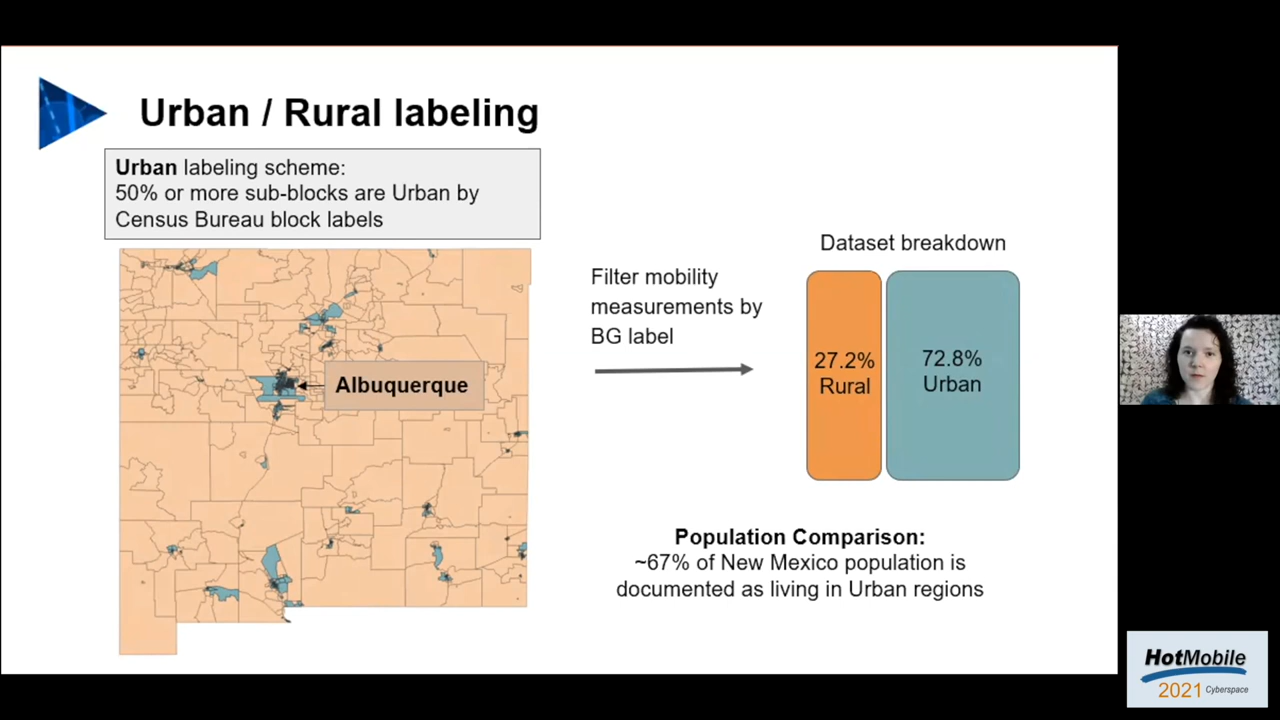 Urban / Rural labeling
Urban labeling scheme:
50% or more sub-blocks are Urban by
Census Bureau block labels
Albuquerque
Filter mobility
measurements by
BG label
Dataset breakdown
27.2%
Rural
72.8%
Urban
Population Comparison:
~67% of New Mexico population is
documented as living in Urban regions
HotMobile
2021 Cyberspace